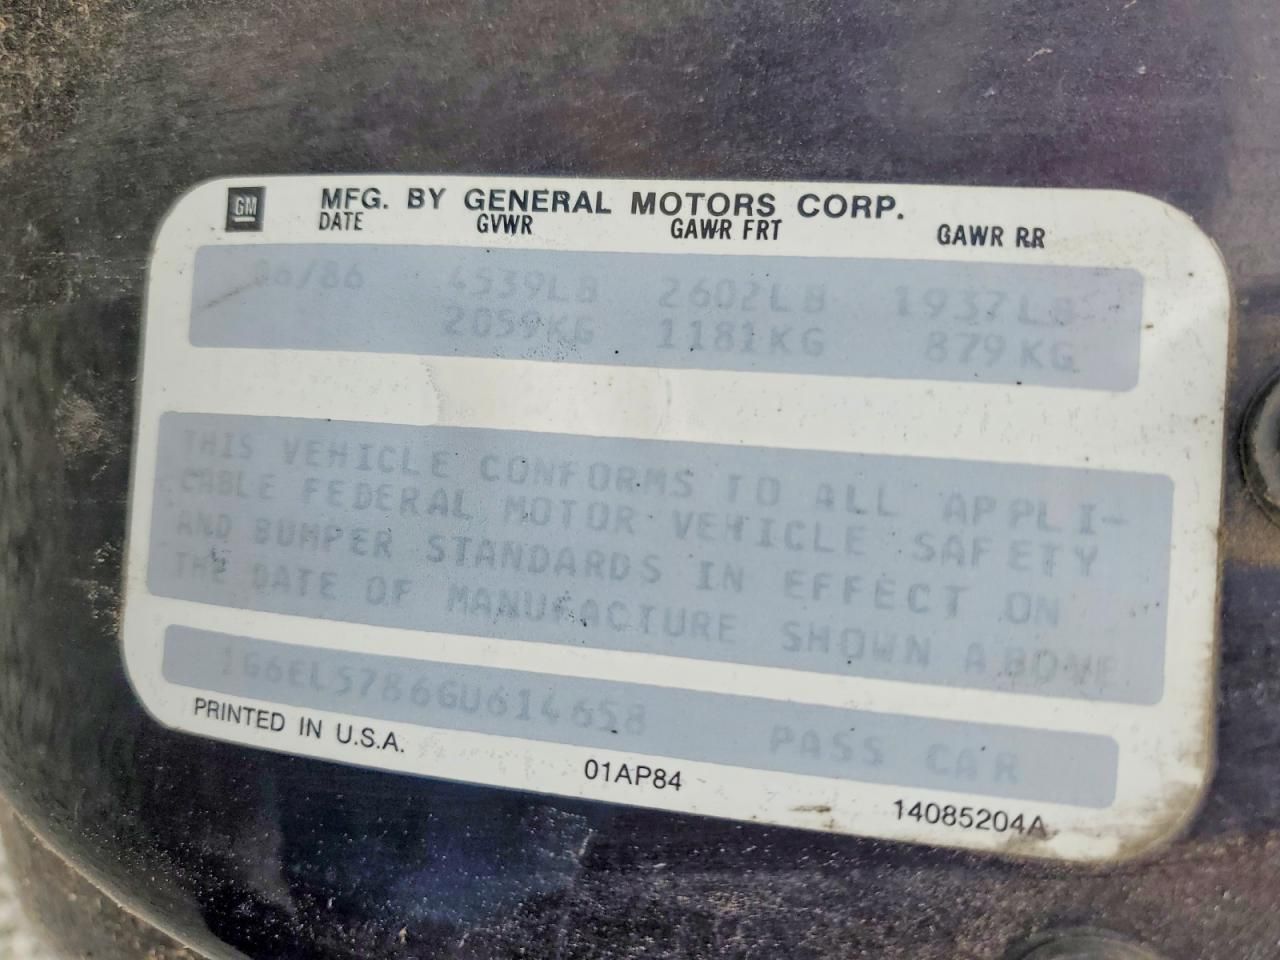 GM MFG. BY GENERAL MOTORS CORP.
DATE GVWR GAWR FRT GAWR RR
06/86 4539LB 2602LB 1937LB
2059KG 1181KG 879KG
THIS VEHICLE CONFORMS TO ALL APPLI-
CABLE FEDERAL MOTOR VEHICLE SAFETY
AND BUMPER STANDARDS IN EFFECT ON
THE DATE OF MANUFACTURE SHOWN ABOVE
1G6EL5786GU614658 PASS CAR
PRINTED IN U.S.A. 01AP84 14085204A